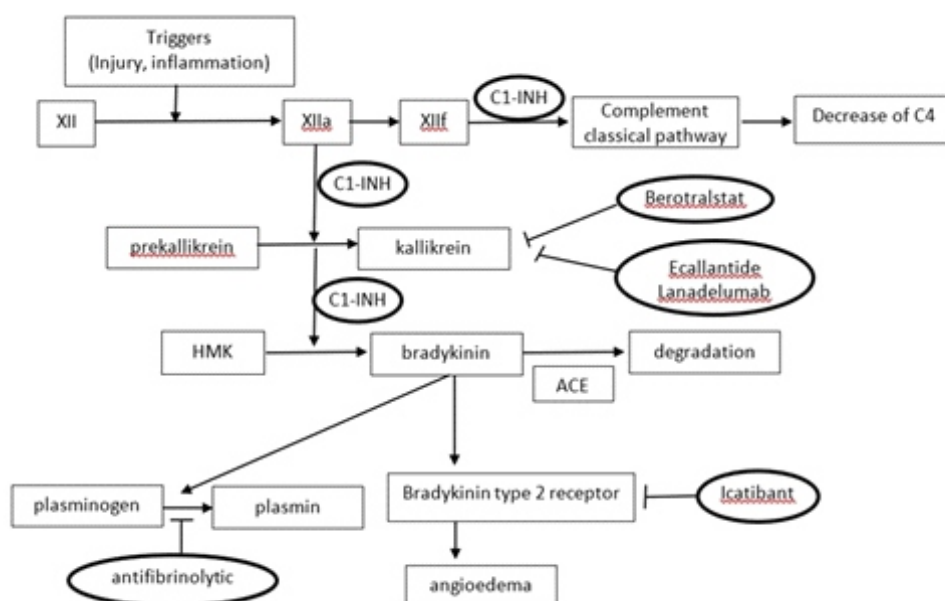 Triggers
(Injury, inflammation)
XII
XIIa
XIIf
C1-INH
Complement
classical pathway
Decrease of C4
C1-INH
Berotralstat
prekallikrein
kallikrein
Ecallantide
Lanadelumab
C1-INH
HMK
bradykinin
degradation
ACE
plasminogen
plasmin
Bradykinin type 2 receptor
Icatibant
antifibrinolytic
angioedema